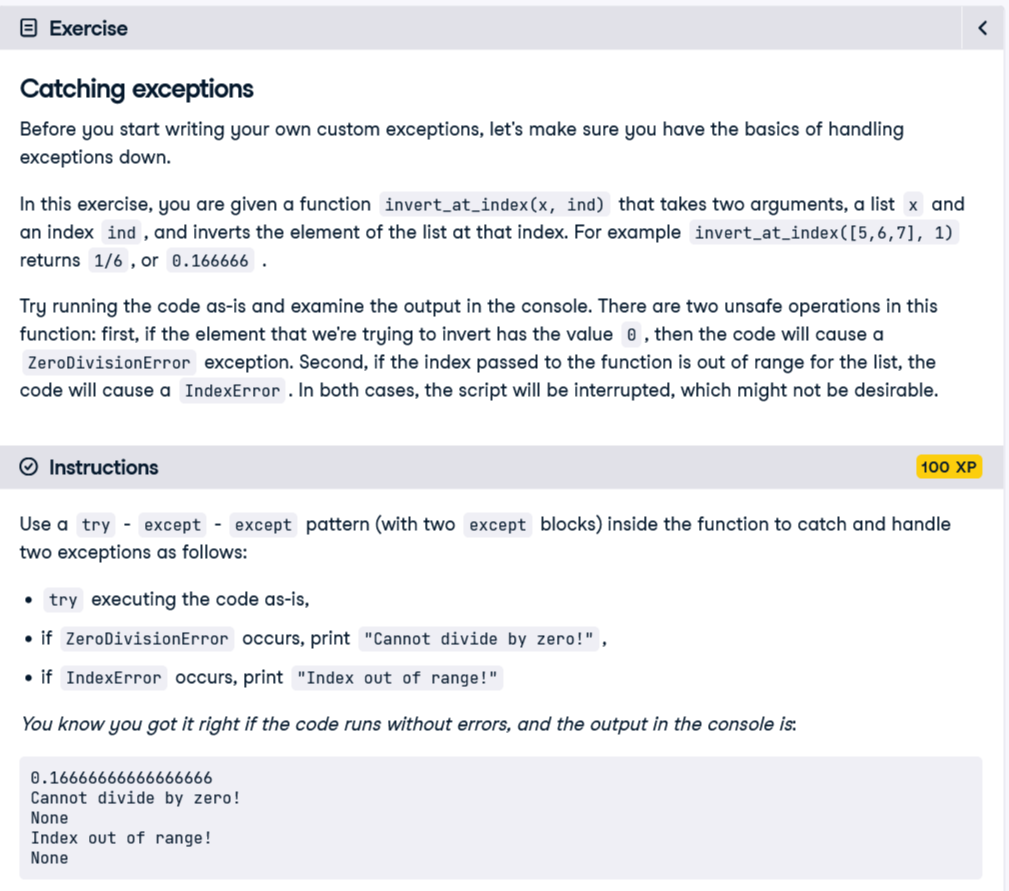 Exercise
Catching exceptions
Before you start writing your own custom exceptions, let's make sure you have the basics of handling
exceptions down.
In this exercise, you are given a function invert_at_index(x, ind) that takes two arguments, a list x and
an index ind , and inverts the element of the list at that index. For example invert_at_index([5,6,7], 1)
returns 1/6 , or 0.166666 .
Try running the code as-is and examine the output in the console. There are two unsafe operations in this
function: first, if the element that we're trying to invert has the value 0 , then the code will cause a
ZeroDivisionError exception. Second, if the index passed to the function is out of range for the list, the
code will cause a IndexError . In both cases, the script will be interrupted, which might not be desirable.
Instructions
100 XP
Use a try - except - except pattern (with two except blocks) inside the function to catch and handle
two exceptions as follows:
• try executing the code as-is,
• if ZeroDivisionError occurs, print "Cannot divide by zero!" ,
• if IndexError occurs, print "Index out of range!"
You know you got it right if the code runs without errors, and the output in the console is:
0.16666666666666666
Cannot divide by zero!
None
Index out of range!
None